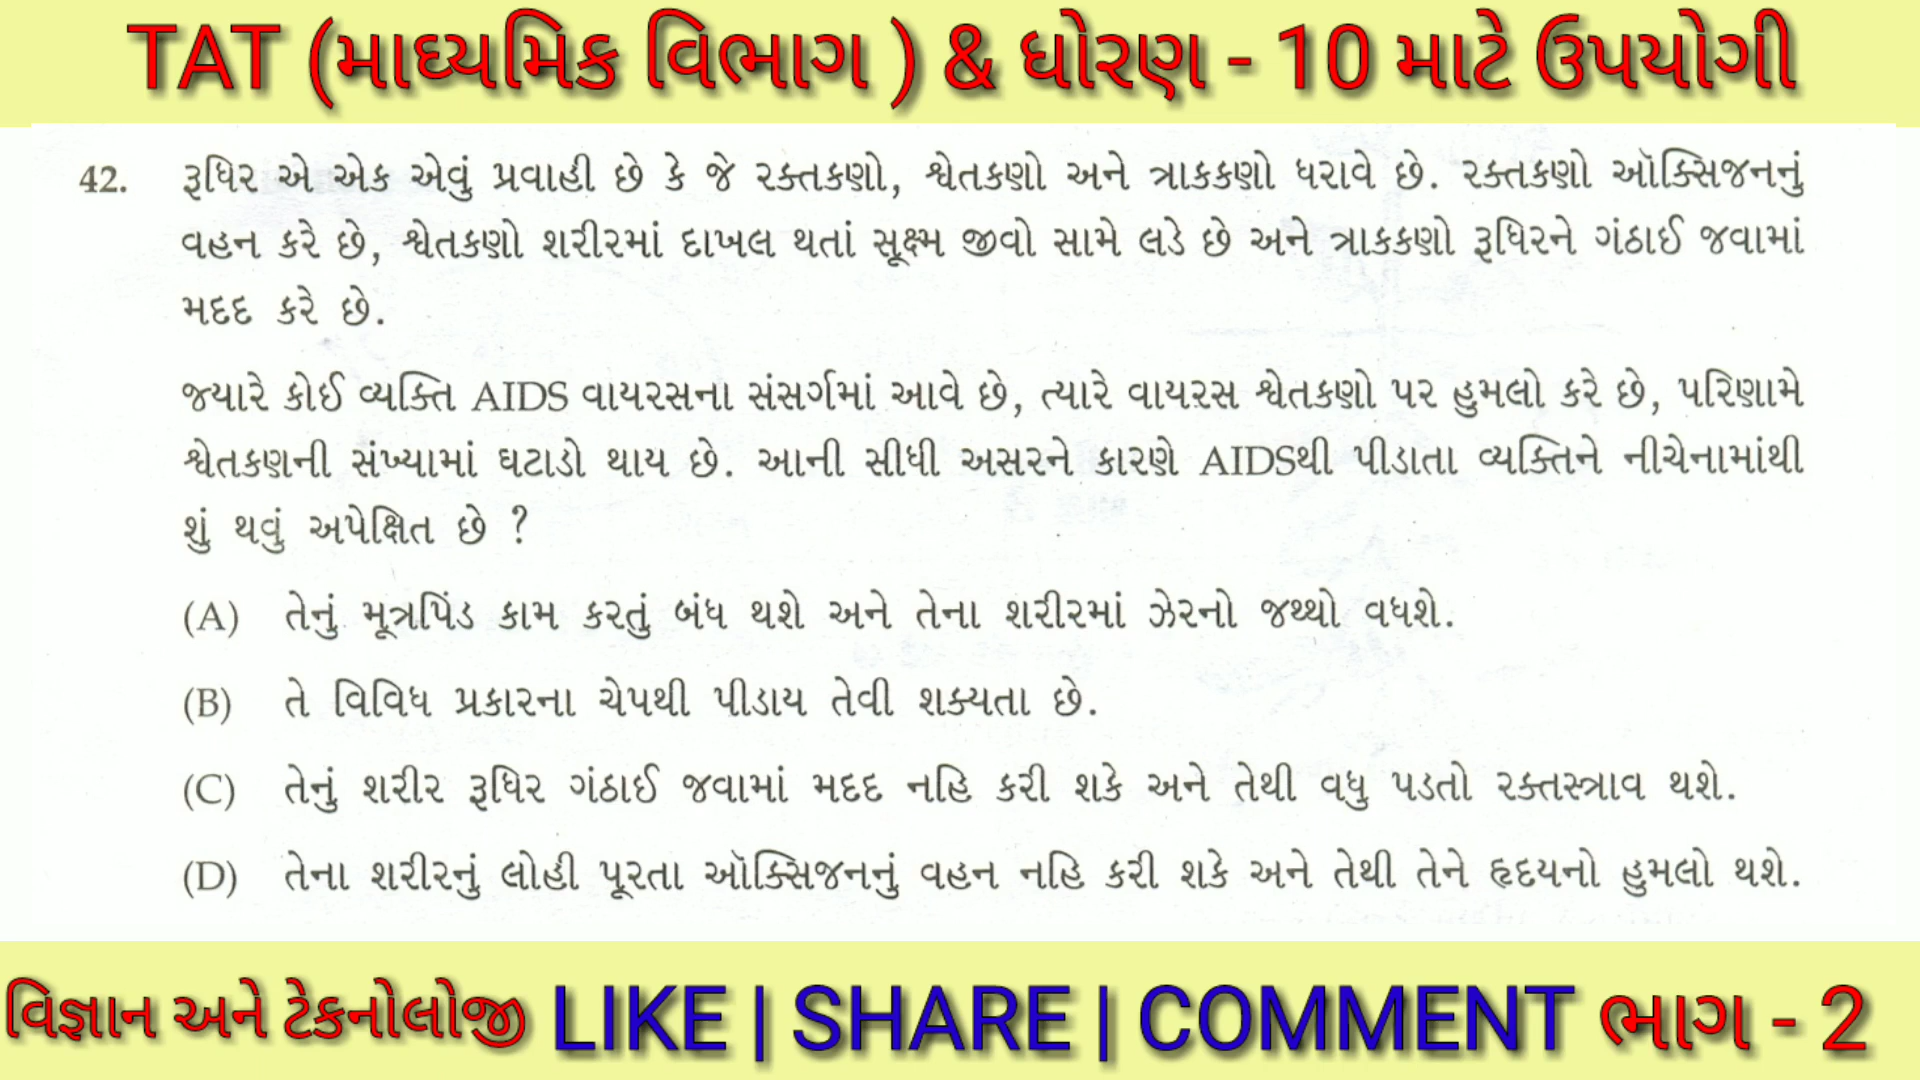 TAT (માઘ્યમિક વિભાગ ) & ધોરણ - 10 માટે ઉપયોગી
42. રૂધિર એ એક એવું પ્રવાહી છે કે જે રક્તકણો, શ્વેતકણો અને ત્રાકકણો ધરાવે છે. રક્તકણો ઑક્સિજનનું
વહન કરે છે, શ્વેતકણો શરીરમાં દાખલ થતાં સૂક્ષ્મ જીવો સામે લડે છે અને ત્રાકકણો રૂધિરને ગંઠાઈ જવામાં
મદદ કરે છે.
જ્યારે કોઈ વ્યક્તિ AIDS વાયરસના સંસર્ગમાં આવે છે, ત્યારે વાયરસ શ્વેતકણો પર હુમલો કરે છે, પરિણામે
શ્વેતકણની સંખ્યામાં ઘટાડો થાય છે. આની સીધી અસરને કારણે AIDSથી પીડાતા વ્યક્તિને નીચેનામાંથી
શું થવું અપેક્ષિત છે ?
(A) તેનું મૂત્રપિંડ કામ કરતું બંધ થશે અને તેના શરીરમાં ઝેરનો જથ્થો વધશે.
(B) તે વિવિધ પ્રકારના ચેપથી પીડાય તેવી શક્યતા છે.
(C) તેનું શરીર રૂધિર ગંઠાઈ જવામાં મદદ નહિ કરી શકે અને તેથી વધુ પડતો રક્તસ્ત્રાવ થશે.
(D) તેના શરીરનું લોહી પૂરતા ઑક્સિજનનું વહન નહિ કરી શકે અને તેથી તેને હૃદયનો હુમલો થશે.
વિજ્ઞાન અને ટેકનોલોજી LIKE | SHARE | COMMENT ભાગ - 2